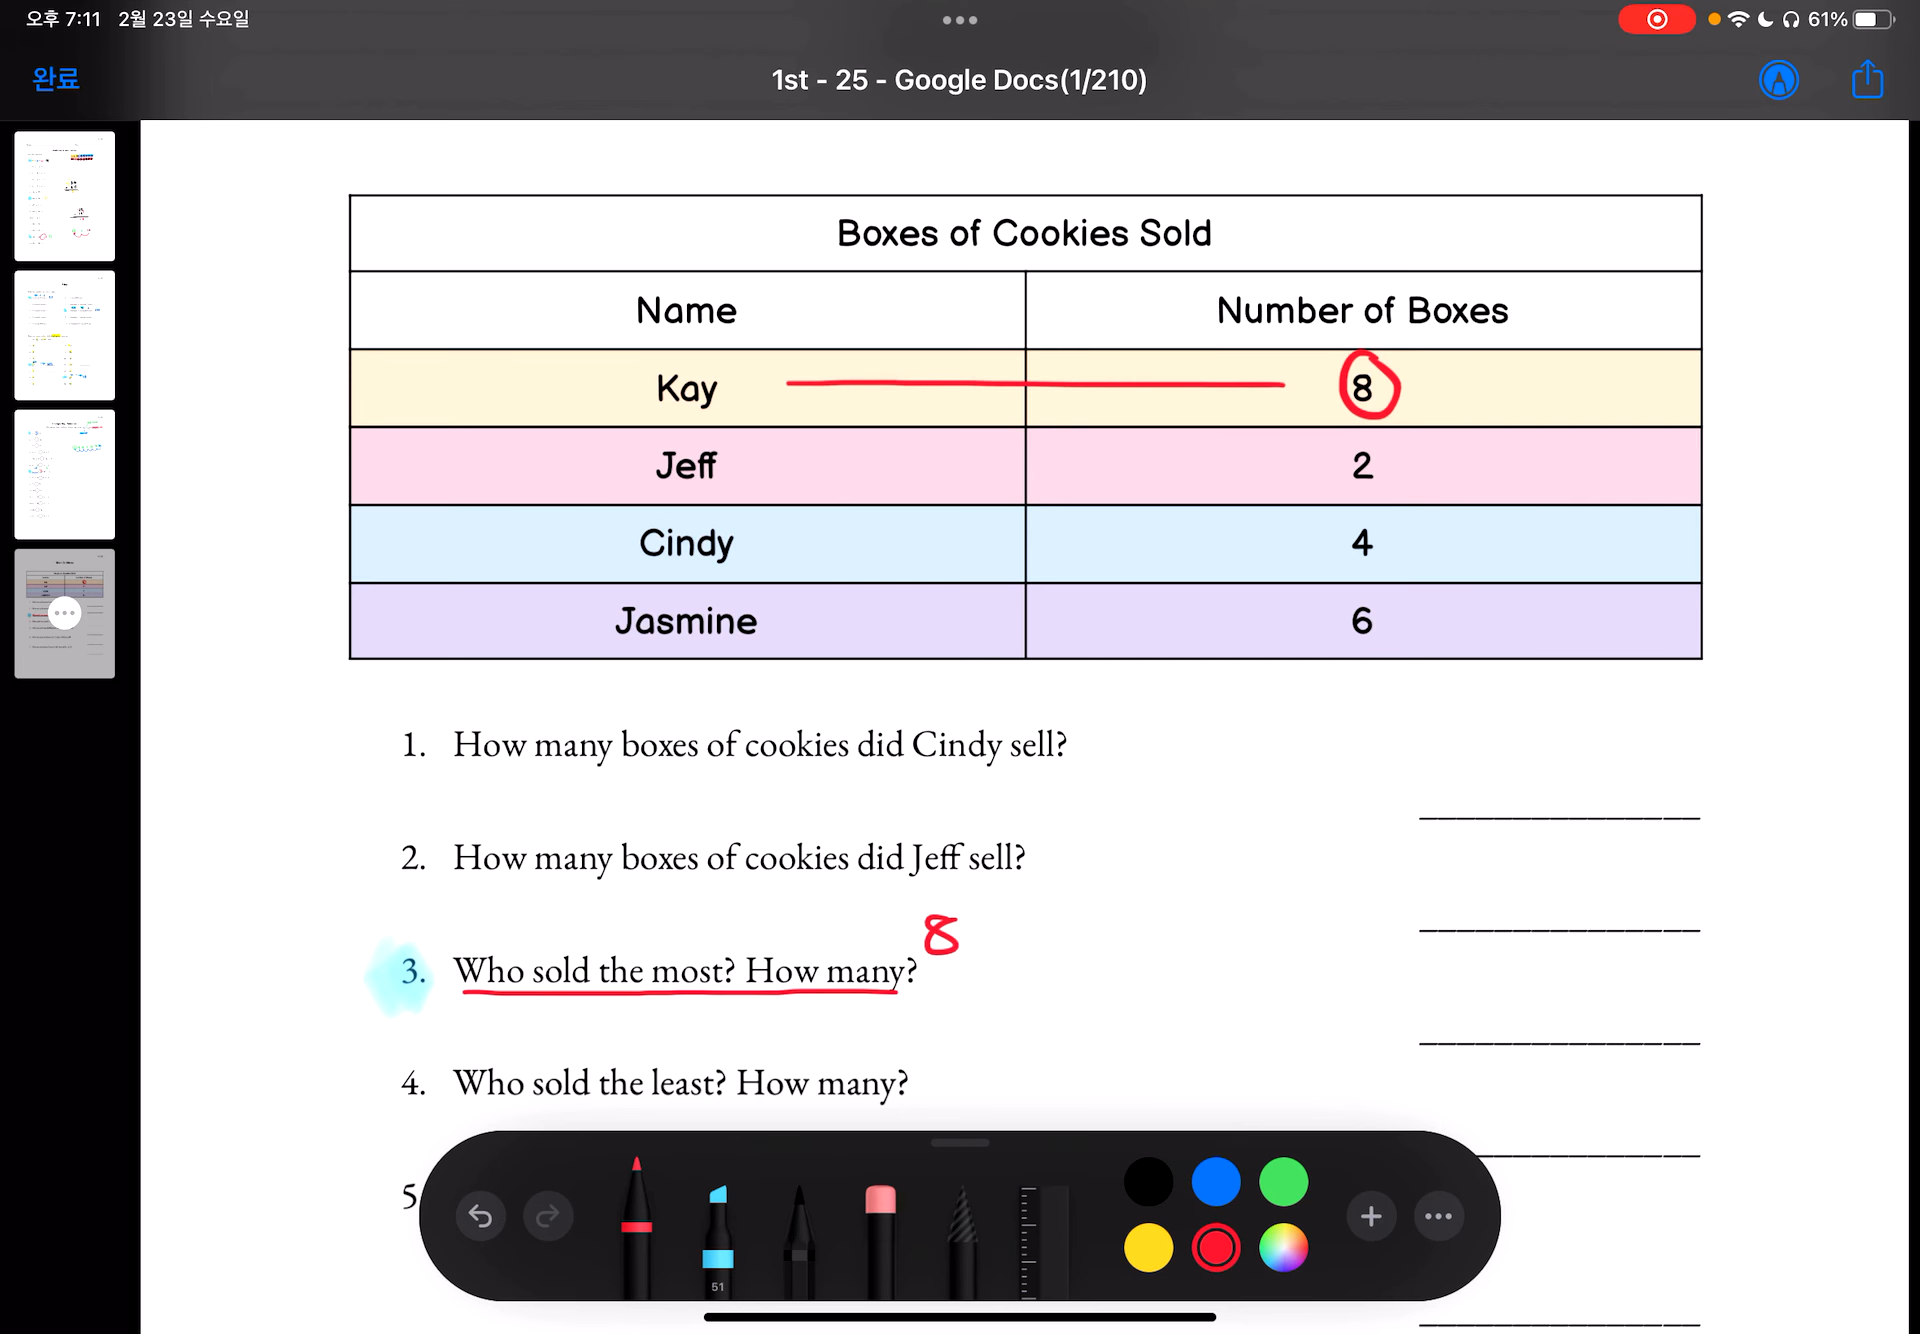 오후 7:11 2월 23일 수요일
61%
완료
1st - 25 - Google Docs(1/210)
Boxes of Cookies Sold
Name Number of Boxes
Kay 8
Jeff 2
Cindy 4
Jasmine 6
1. How many boxes of cookies did Cindy sell?
2. How many boxes of cookies did Jeff sell?
8
3. Who sold the most? How many?
4. Who sold the least? How many?
5
51